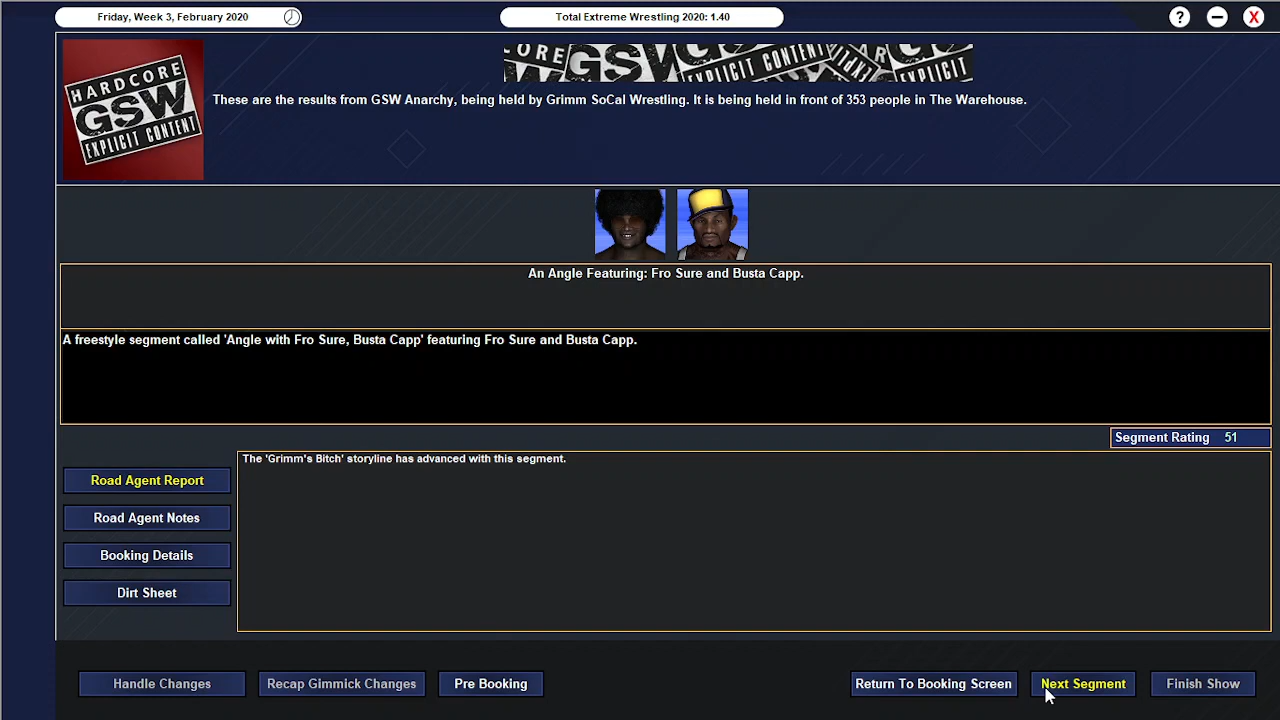 Friday, Week 3, February 2020
Total Extreme Wrestling 2020: 1.40
? X
HARDCORE
GSW
EXPLICIT CONTENT
GSW
EXPLICIT CONTENT
These are the results from GSW Anarchy, being held by Grimm SoCal Wrestling. It is being held in front of 353 people in The Warehouse.
An Angle Featuring: Fro Sure and Busta Capp.
A freestyle segment called 'Angle with Fro Sure, Busta Capp' featuring Fro Sure and Busta Capp.
Segment Rating 51
The 'Grimm's Bitch' storyline has advanced with this segment.
Road Agent Report
Road Agent Notes
Booking Details
Dirt Sheet
Handle Changes Recap Gimmick Changes Pre Booking Return To Booking Screen Next Segment Finish Show